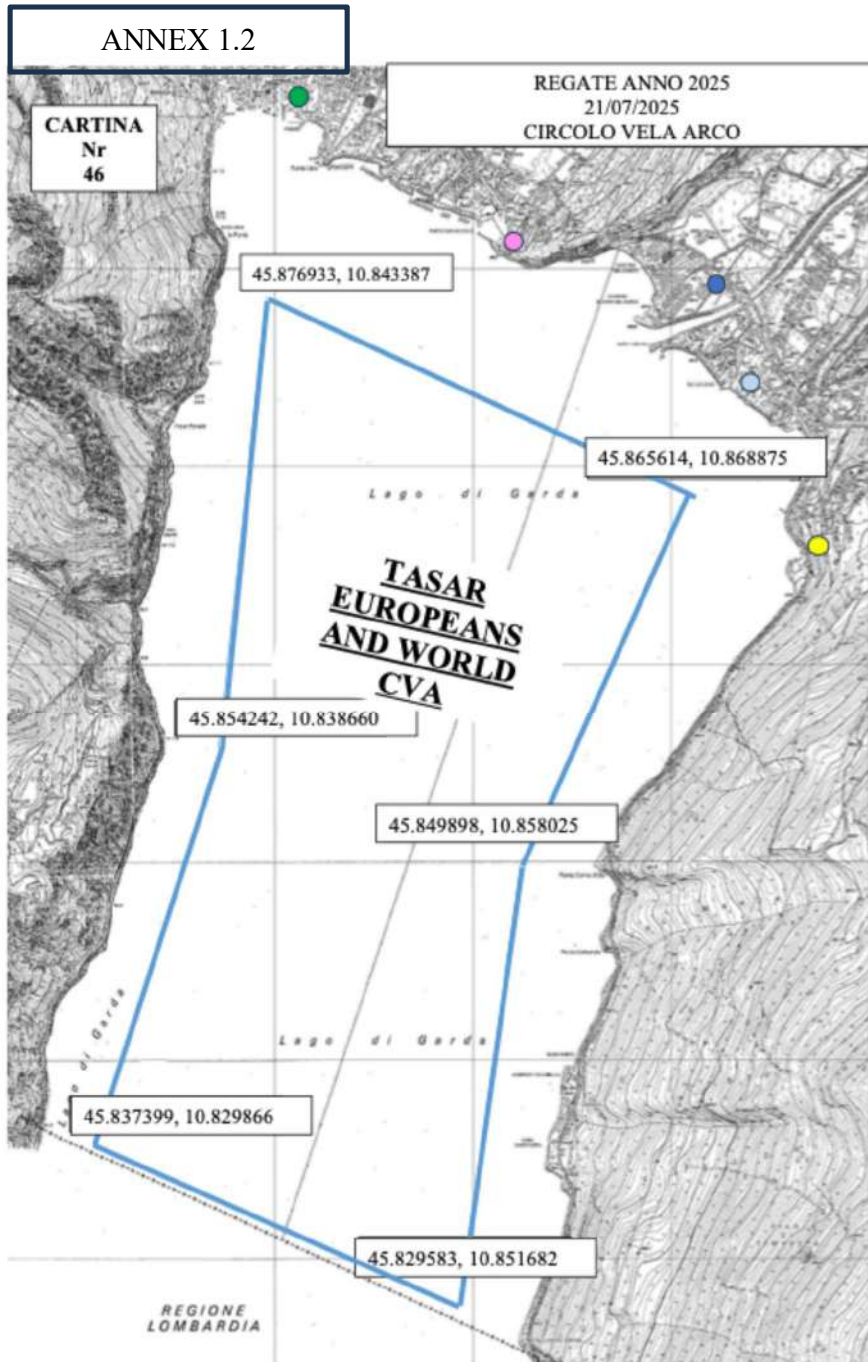 ANNEX 1.2
REGATE ANNO 2025
21/07/2025
CIRCOLO VELA ARCO
CARTINA
Nr
46
45.876933, 10.843387
45.865614, 10.868875
Lago di Garda
TASAR
EUROPEANS
AND WORLD
CVA
45.854242, 10.838660
45.849898, 10.858025
Lago di Garda
Lago di Garda
45.837399, 10.829866
45.829583, 10.851682
REGIONE
LOMBARDIA